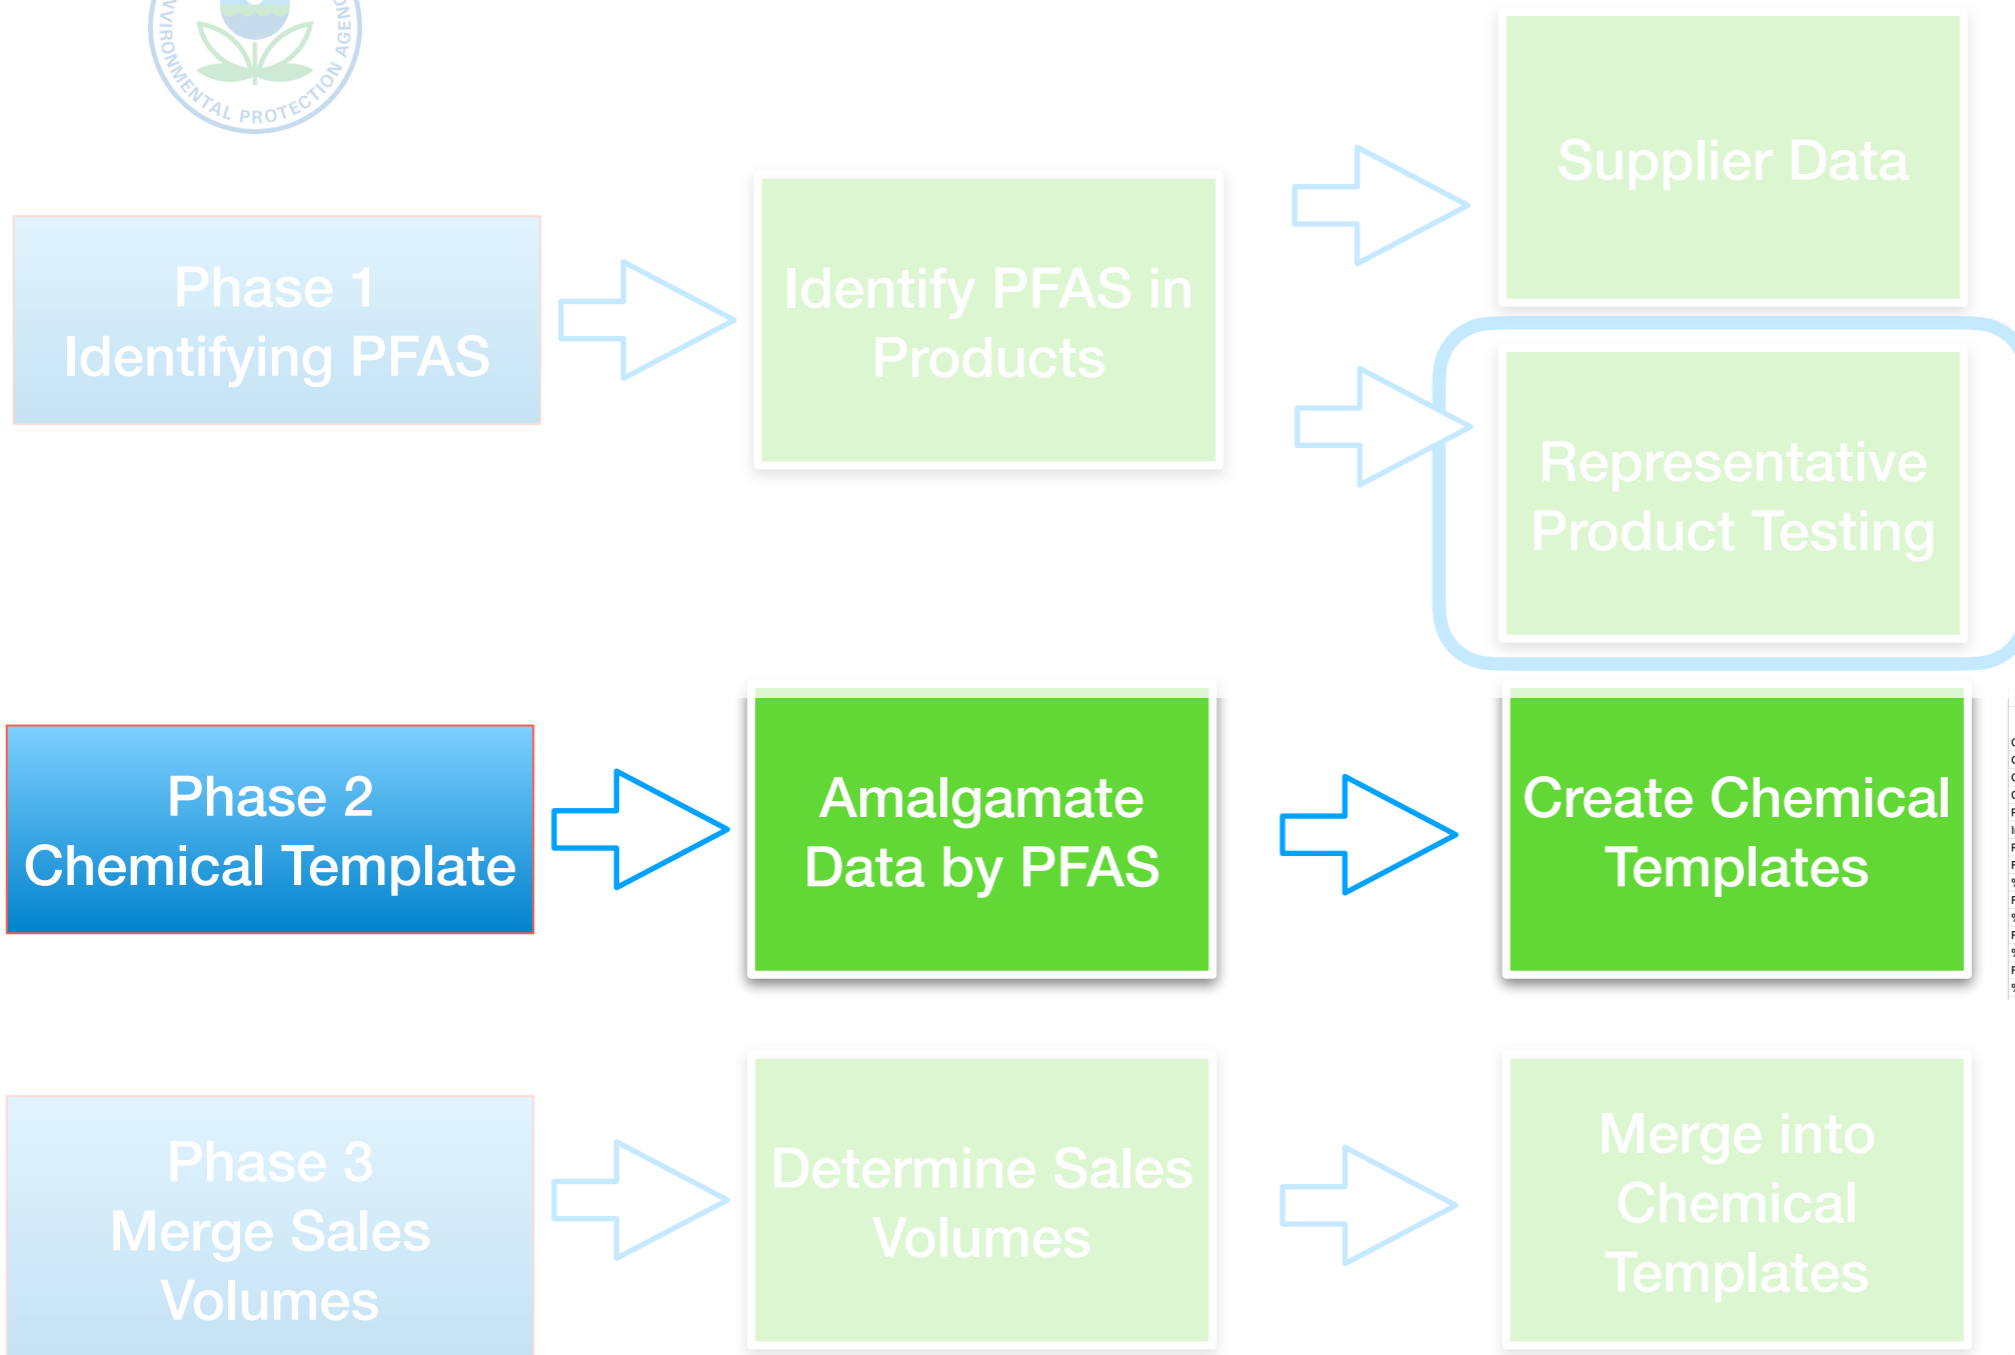 ENVIRONMENTAL PROTECTION AGEN
Supplier Data
Phase 1
Identifying PFAS
Identify PFAS in
Products
Representative
Product Testing
Phase 2
Chemical Template
Amalgamate
Data by PFAS
Create Chemical
Templates
Phase 3
Merge Sales
Volumes
Determine Sales
Volumes
Merge into
Chemical
Templates